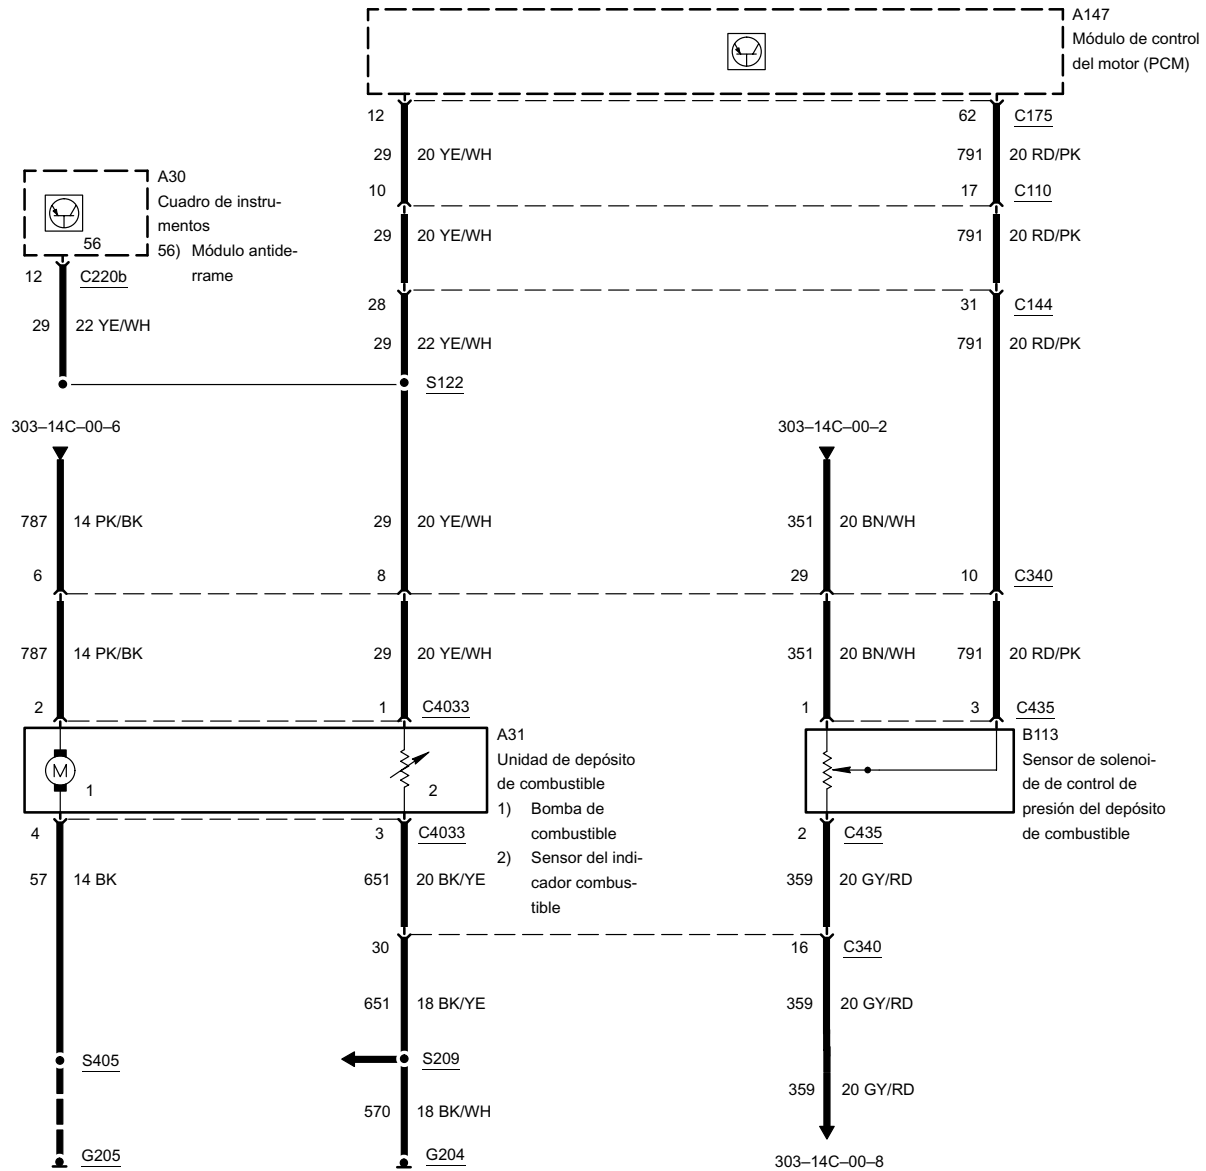 A147
Módulo de control
del motor (PCM)
12
62
C175
29
20 YE/WH
791
20 RD/PK
10
17
C110
A30
Cuadro de instru-
mentos
56)
Módulo antide-
rrame
56
12
C220b
29
20 YE/WH
791
20 RD/PK
28
31
C144
29
22 YE/WH
29
22 YE/WH
791
20 RD/PK
S122
303–14C–00–6
303–14C–00–2
787
14 PK/BK
29
20 YE/WH
351
20 BN/WH
6
8
29
10
C340
787
14 PK/BK
29
20 YE/WH
351
20 BN/WH
791
20 RD/PK
2
1
C4033
1
3
C435
M
1
2
A31
Unidad de depósito
de combustible
1)
Bomba de
combustible
2)
Sensor del indi-
cador combus-
tible
B113
Sensor de solenoi-
de de control de
presión del depósito
de combustible
4
3
C4033
2
C435
57
14 BK
651
20 BK/YE
359
20 GY/RD
30
16
C340
651
18 BK/YE
359
20 GY/RD
S405
S209
359
20 GY/RD
570
18 BK/WH
G205
G204
303–14C–00–8